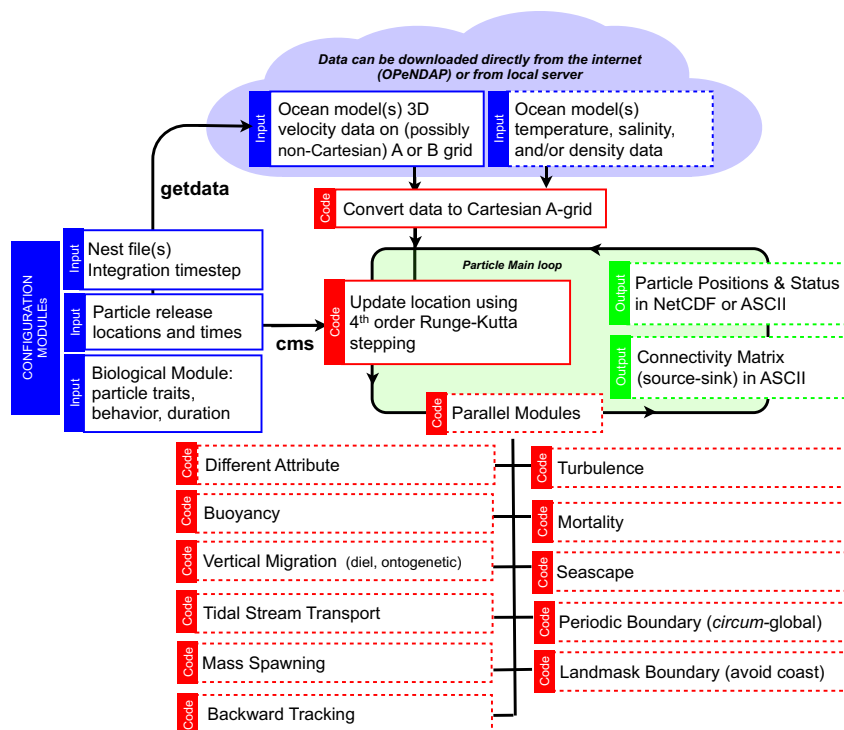 Data can be downloaded directly from the internet
(OPeNDAP) or from local server
Input
Ocean model(s) 3D
velocity data on (possibly
non-Cartesian) A or B grid
Input
Ocean model(s)
temperature, salinity,
and/or density data
getdata
Code
Convert data to Cartesian A-grid
CONFIGURATION
MODULEs
Input
Nest file(s)
Integration timestep
Input
Particle release
locations and times
Input
Biological Module:
particle traits,
behavior, duration
cms
Particle Main loop
Code
Update location using
4th order Runge-Kutta
stepping
Output
Particle Positions & Status
in NetCDF or ASCII
Output
Connectivity Matrix
(source-sink) in ASCII
Code
Parallel Modules
Code
Different Attribute
Code
Buoyancy
Code
Vertical Migration (diel, ontogenetic)
Code
Tidal Stream Transport
Code
Mass Spawning
Code
Backward Tracking
Code
Turbulence
Code
Mortality
Code
Seascape
Code
Periodic Boundary (circum-global)
Code
Landmask Boundary (avoid coast)